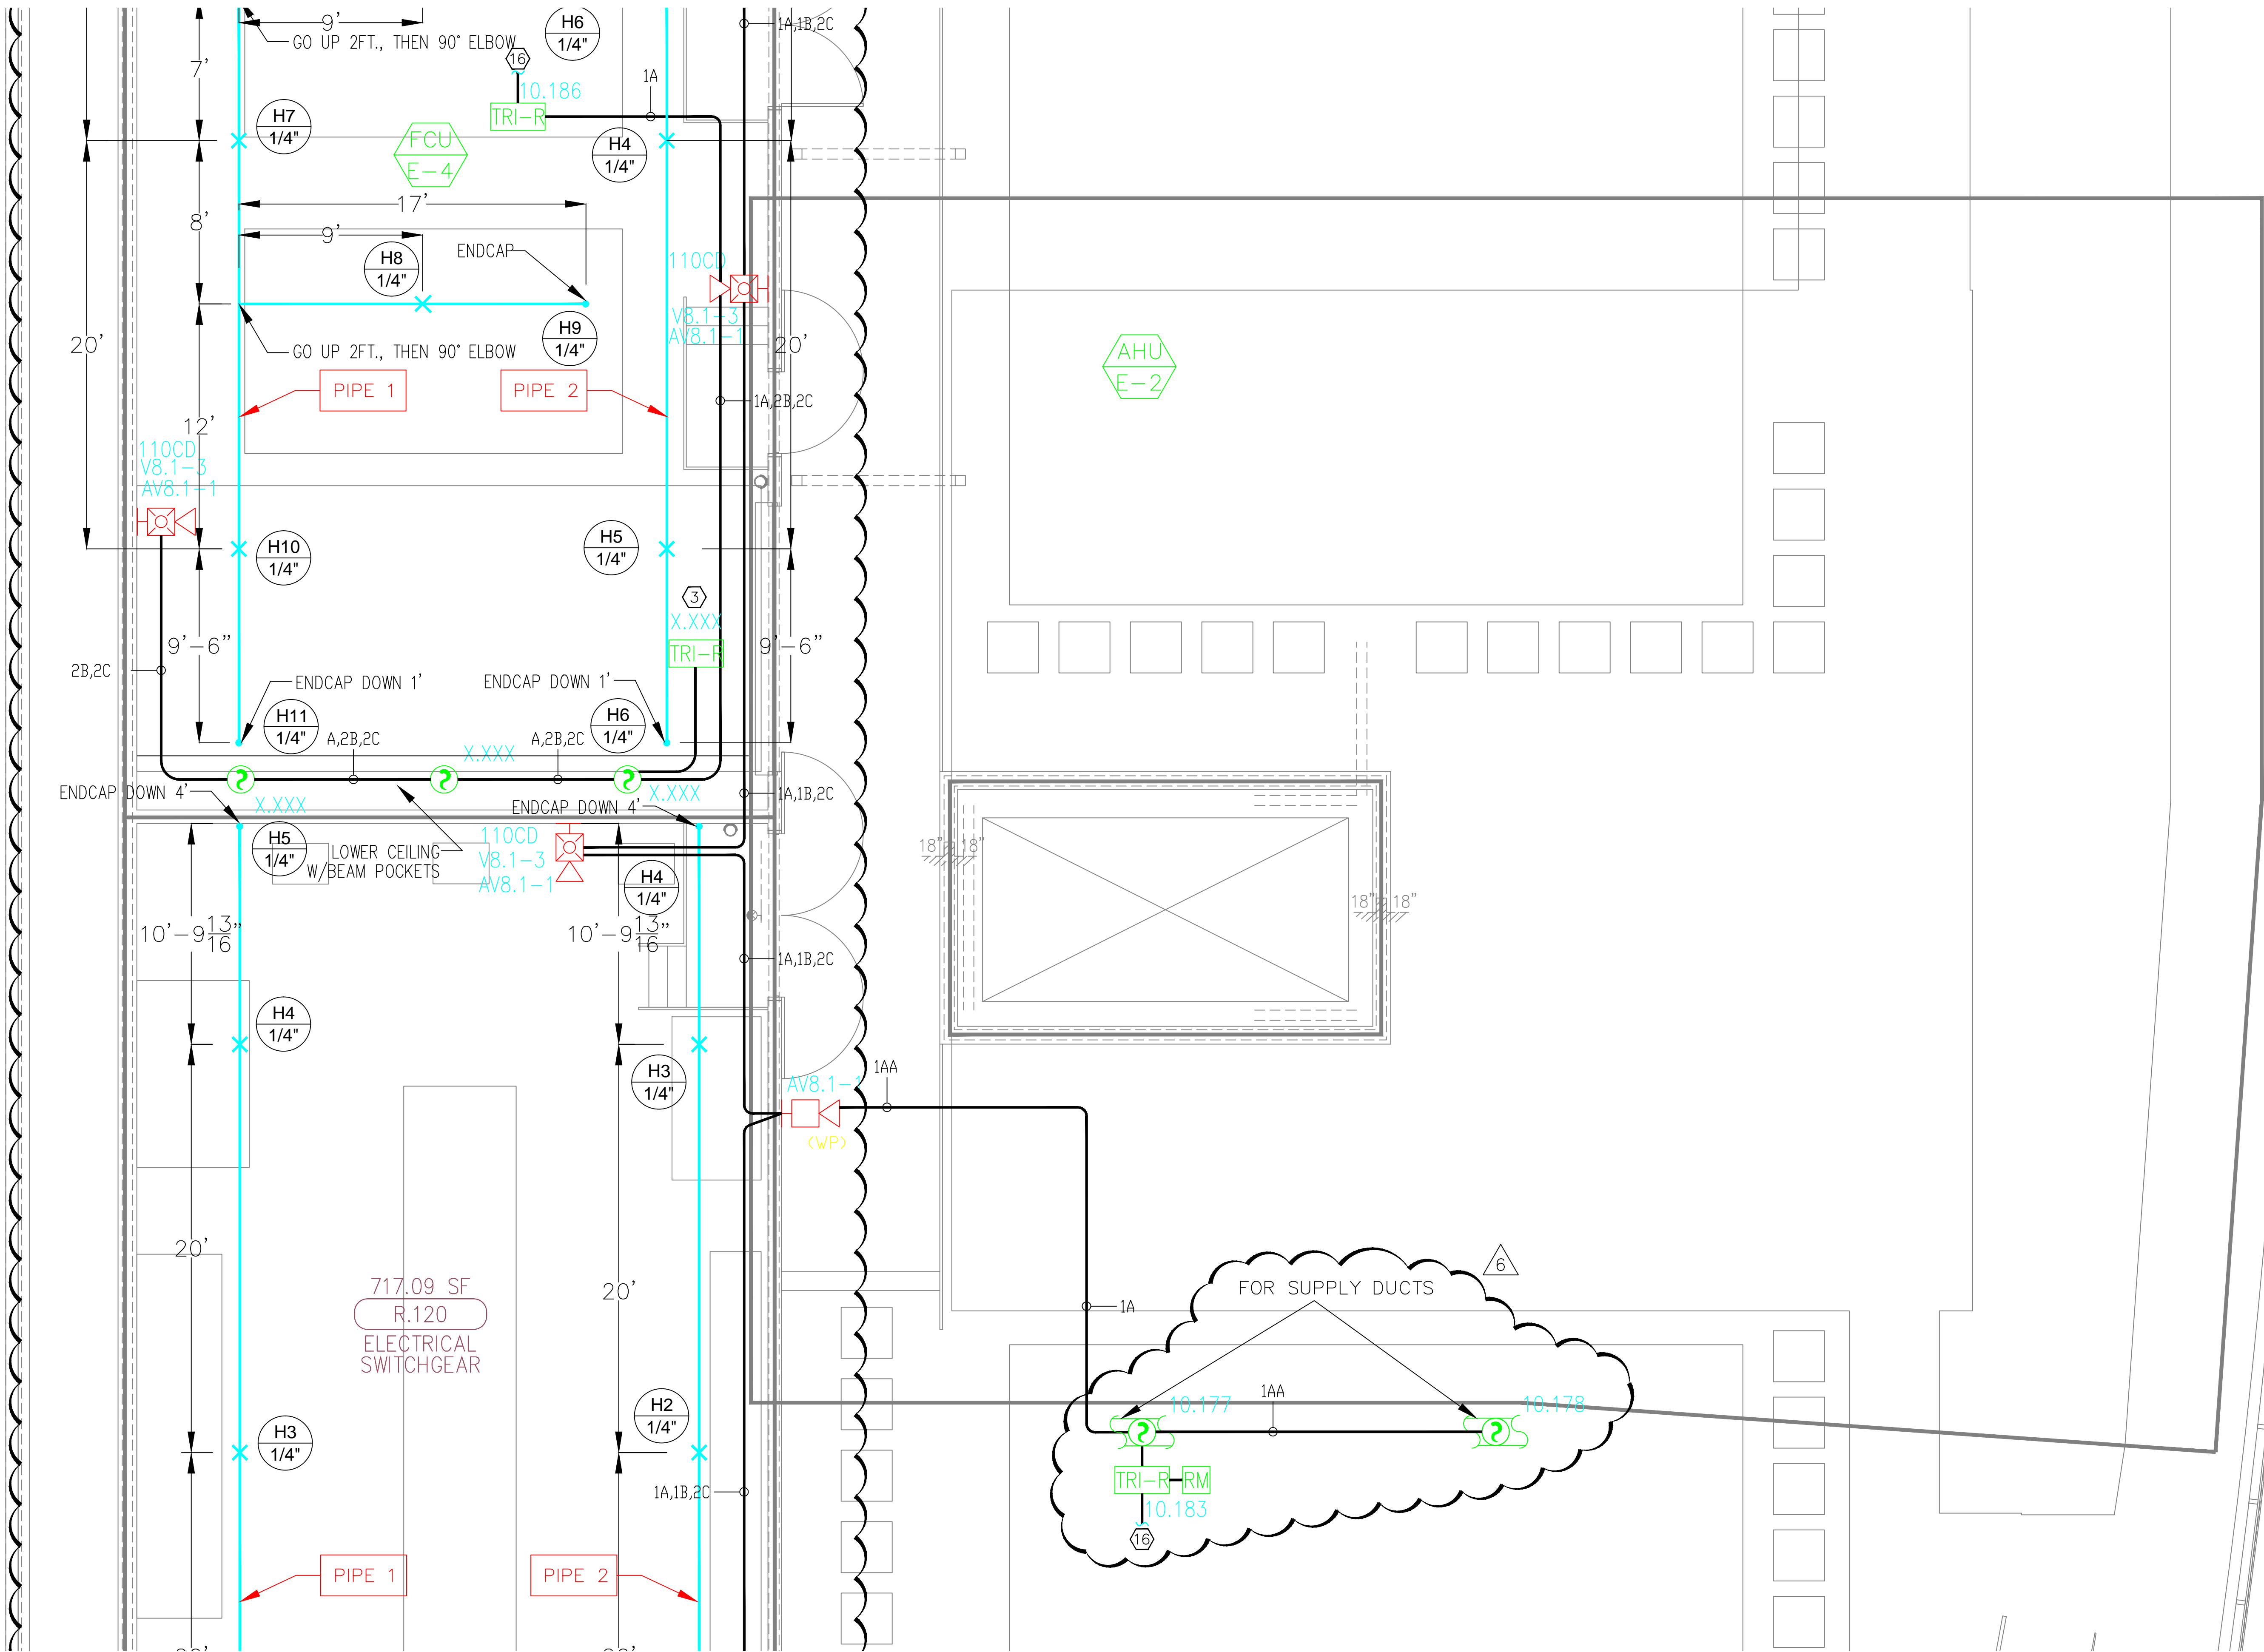 9'
GO UP 2FT., THEN 90° ELBOW
H6
1/4"
1A,1B,2C
7'
16
10.186
TRI-R
1A
H7
1/4"
FCU
E-4
H4
1/4"
8'
17'
9'
H8
1/4"
ENDCAP
110CD
V8.1-3
AV8.1-1
H9
1/4"
20'
GO UP 2FT., THEN 90° ELBOW
20'
AHU
E-2
PIPE 1
PIPE 2
1A,2B,2C
12'
110CD
V8.1-3
AV8.1-1
H10
1/4"
H5
1/4"
3
X.XXX
TRI-R
9'-6"
9'-6"
2B,2C
ENDCAP DOWN 1'
ENDCAP DOWN 1'
H11
1/4"
H6
1/4"
A,2B,2C
A,2B,2C
X.XXX
ENDCAP DOWN 4'
X.XXX
X.XXX
ENDCAP DOWN 4'
1A,1B,2C
H5
1/4"
LOWER CEILING
W/BEAM POCKETS
110CD
V8.1-3
AV8.1-1
H4
1/4"
18" 18"
18" 18"
10'-9 13/16"
10'-9 13/16"
1A,1B,2C
H4
1/4"
H3
1/4"
AV8.1-1
1AA
(WP)
20'
20'
717.09 SF
R.120
ELECTRICAL
SWITCHGEAR
6
FOR SUPPLY DUCTS
1A
H3
1/4"
H2
1/4"
10.177
1AA
10.178
1A,1B,2C
TRI-R
RM
10.183
16
PIPE 1
PIPE 2